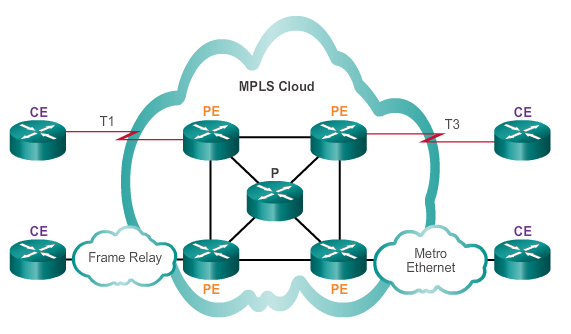 MPLS Cloud
CE
T1
PE
PE
T3
CE
P
CE
Frame Relay
PE
PE
Metro
Ethernet
CE